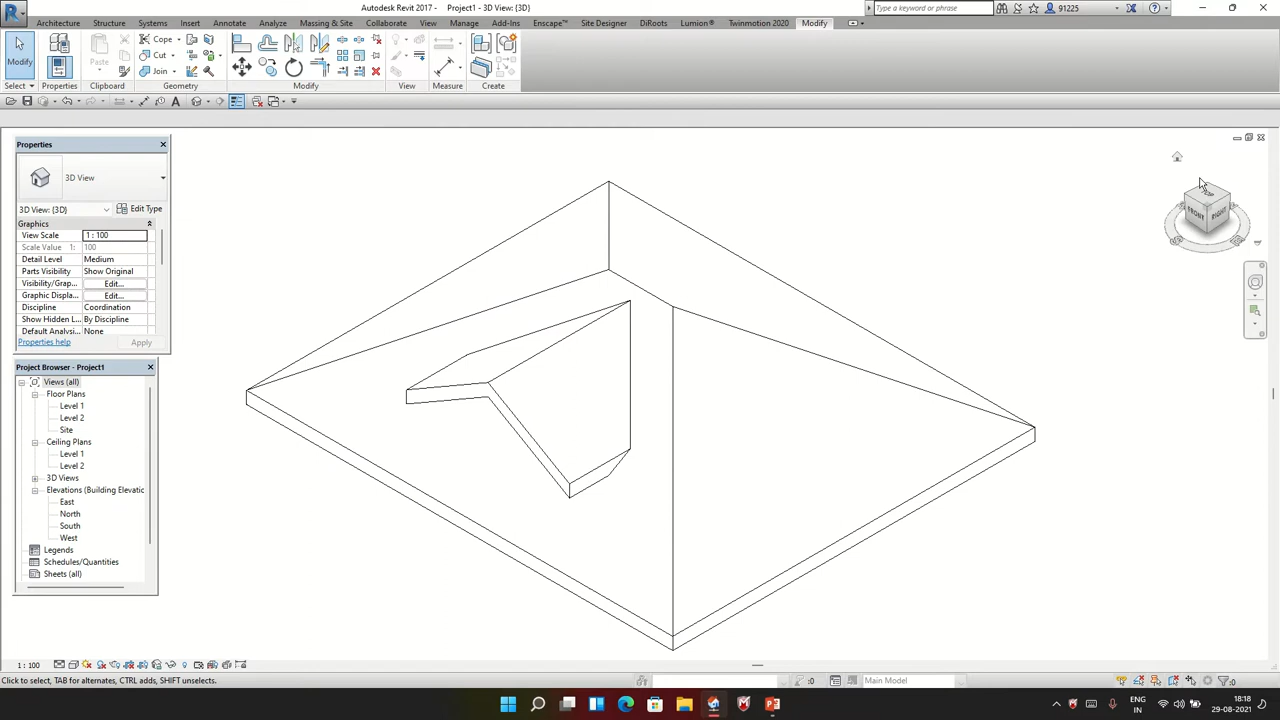 Autodesk Revit 2017 - Project1 - 3D View: {3D}
Type a keyword or phrase
91225
Architecture Structure Systems Insert Annotate Analyze Massing & Site Collaborate View Manage Add-Ins Enscape™ Site Designer DiRoots Lumion® Twinmotion 2020 Modify
Modify
Paste
Cope
Cut
Join
Select Properties Clipboard Geometry Modify View Measure Create
Properties
3D View
3D View: {3D} Edit Type
Graphics
View Scale 1 : 100
Scale Value 1: 100
Detail Level Medium
Parts Visibility Show Original
Visibility/Grap... Edit...
Graphic Displa... Edit...
Discipline Coordination
Show Hidden L... By Discipline
Default Analysi... None
Properties help Apply
Project Browser - Project1
Views (all)
Floor Plans
Level 1
Level 2
Site
Ceiling Plans
Level 1
Level 2
3D Views
Elevations (Building Elevatic
East
North
South
West
Legends
Schedules/Quantities
Sheets (all)
FRONT RIGHT
1 : 100
Click to select, TAB for alternates, CTRL adds, SHIFT unselects.
:0
Main Model
:0
ENG
IN
18:18
29-08-2021